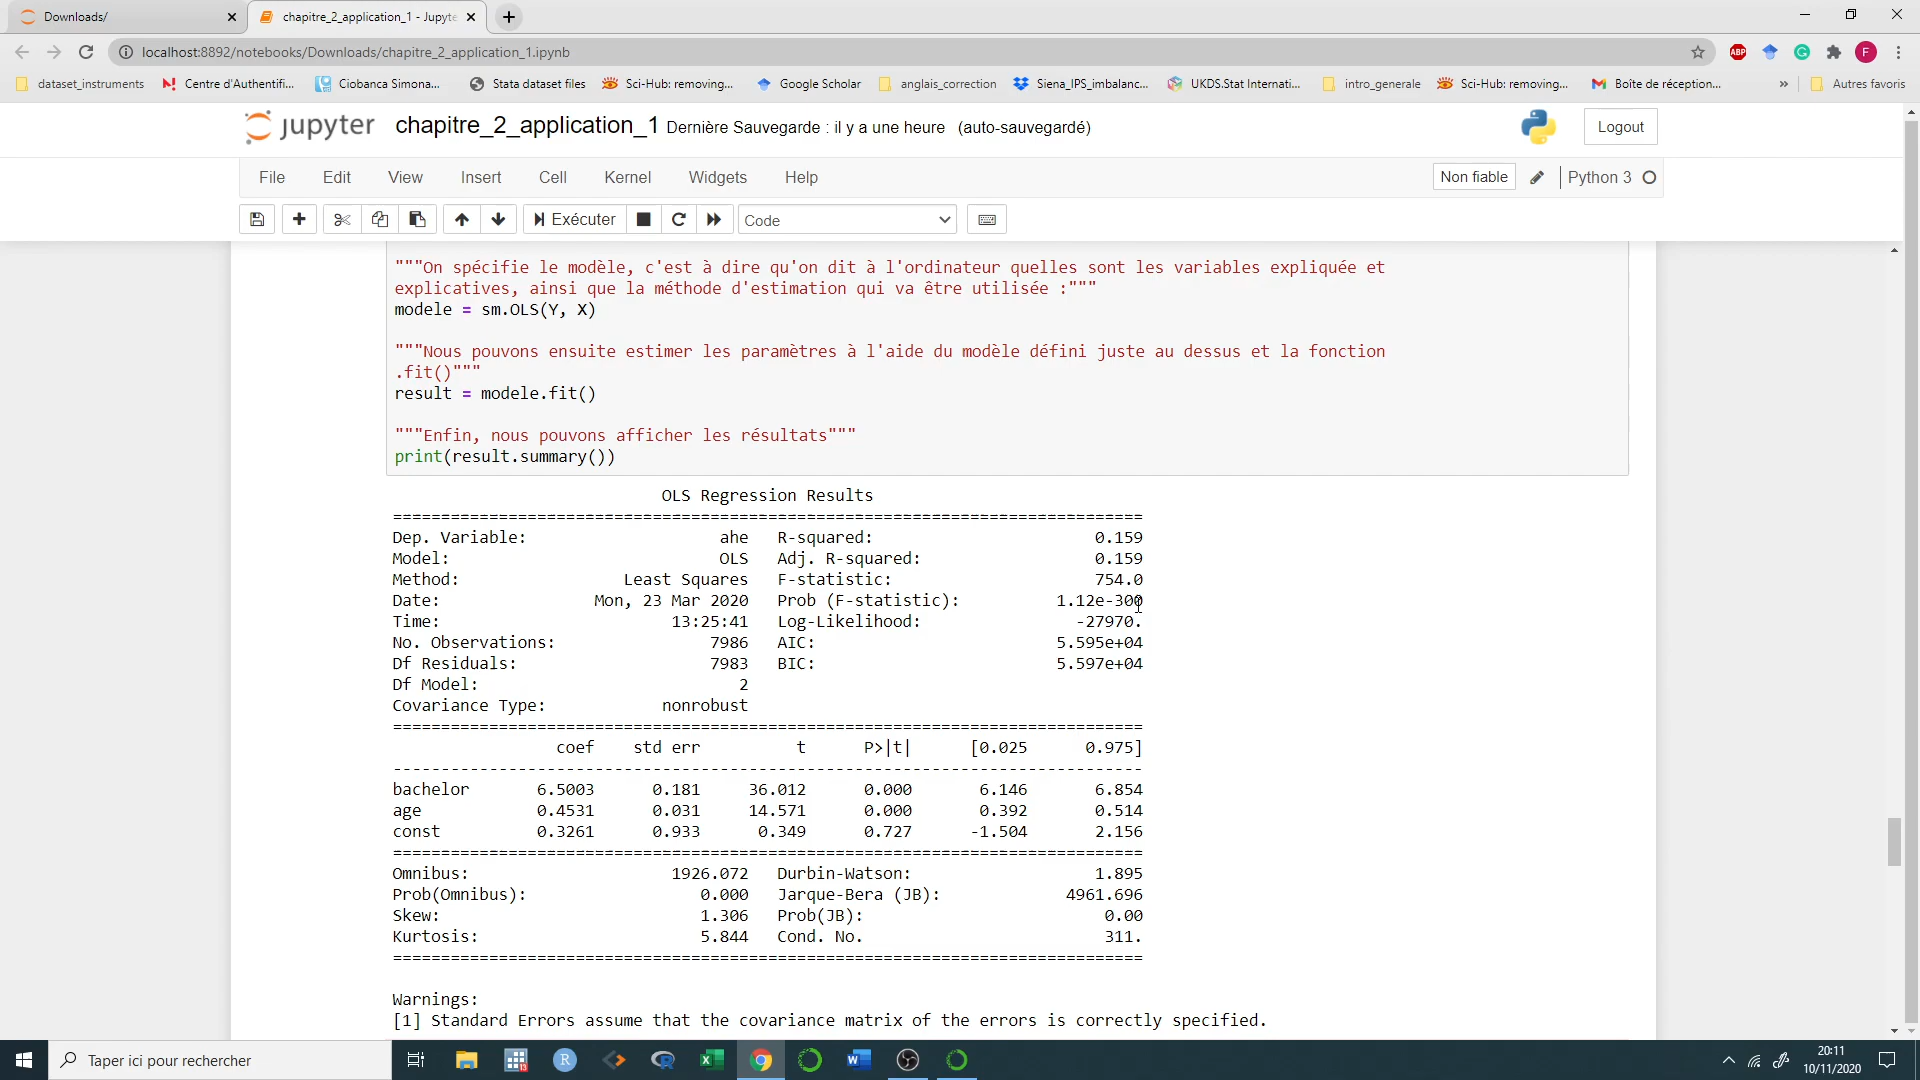 Downloads/
chapitre_2_application_1 - Jupyte
localhost:8892/notebooks/Downloads/chapitre_2_application_1.ipynb
ABP
F
dataset_instruments
Centre d'Authentifi...
Ciobanca Simona...
Stata dataset files
Sci-Hub: removing...
Google Scholar
anglais_correction
Siena_IPS_imbalanc...
UKDS.Stat Internati...
intro_generale
Sci-Hub: removing...
Boîte de réception...
»
Autres favoris
jupyter chapitre_2_application_1 Dernière Sauvegarde : il y a une heure (auto-sauvegardé)
Logout
File Edit View Insert Cell Kernel Widgets Help
Non fiable
Python 3
Exécuter
Code
"""On spécifie le modèle, c'est à dire qu'on dit à l'ordinateur quelles sont les variables expliquée et
explicatives, ainsi que la méthode d'estimation qui va être utilisée :"""
modele = sm.OLS(Y, X)
"""Nous pouvons ensuite estimer les paramètres à l'aide du modèle défini juste au dessus et la fonction
.fit()"""
result = modele.fit()
"""Enfin, nous pouvons afficher les résultats"""
print(result.summary())
OLS Regression Results
==============================================================================
Dep. Variable: ahe R-squared: 0.159
Model: OLS Adj. R-squared: 0.159
Method: Least Squares F-statistic: 754.0
Date: Mon, 23 Mar 2020 Prob (F-statistic): 1.12e-300
Time: 13:25:41 Log-Likelihood: -27970.
No. Observations: 7986 AIC: 5.595e+04
Df Residuals: 7983 BIC: 5.597e+04
Df Model: 2
Covariance Type: nonrobust
==============================================================================
coef std err t P>|t| [0.025 0.975]
------------------------------------------------------------------------------
bachelor 6.5003 0.181 36.012 0.000 6.146 6.854
age 0.4531 0.031 14.571 0.000 0.392 0.514
const 0.3261 0.933 0.349 0.727 -1.504 2.156
==============================================================================
Omnibus: 1926.072 Durbin-Watson: 1.895
Prob(Omnibus): 0.000 Jarque-Bera (JB): 4961.696
Skew: 1.306 Prob(JB): 0.00
Kurtosis: 5.844 Cond. No. 311.
==============================================================================
Warnings:
[1] Standard Errors assume that the covariance matrix of the errors is correctly specified.
Taper ici pour rechercher
20:11
10/11/2020